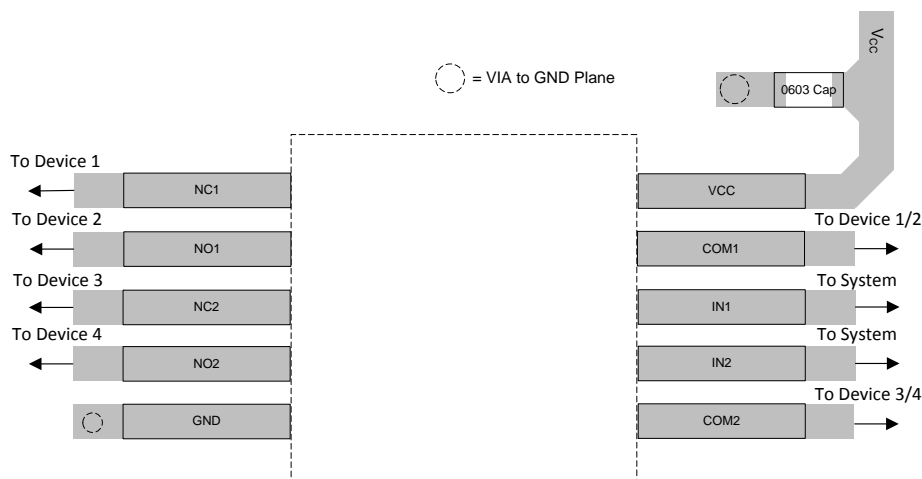 Vcc
= VIA to GND Plane
0603 Cap
To Device 1
NC1
VCC
To Device 2
To Device 1/2
NO1
COM1
To Device 3
To System
NC2
IN1
To Device 4
To System
NO2
IN2
To Device 3/4
GND
COM2